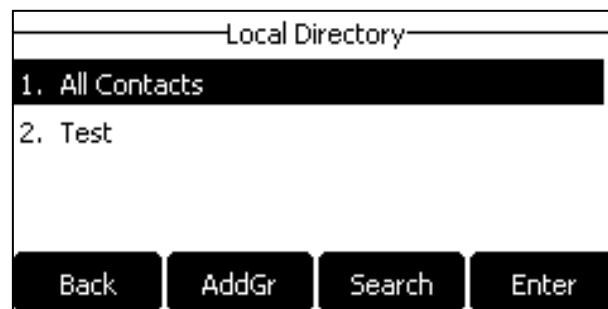 Local Directory
1. All Contacts
2. Test
Back AddGr Search Enter